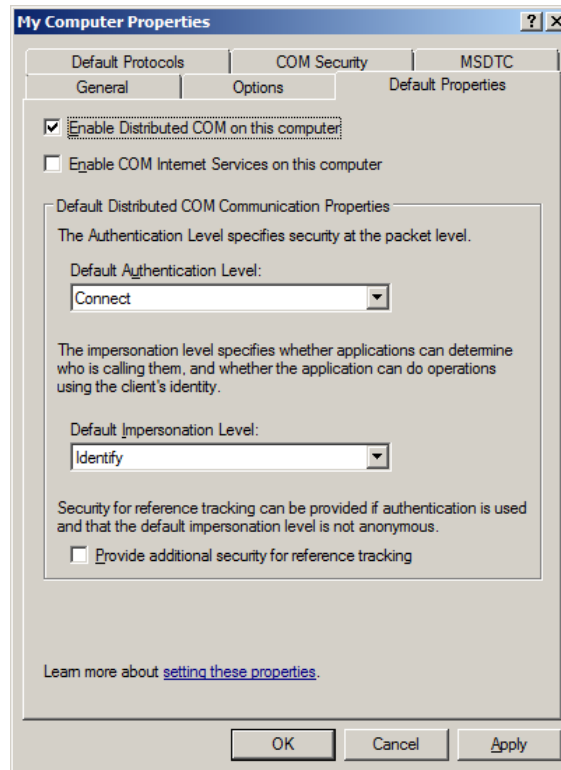 My Computer Properties
Default Protocols COM Security MSDTC
General Options Default Properties
Enable Distributed COM on this computer
Enable COM Internet Services on this computer
Default Distributed COM Communication Properties
The Authentication Level specifies security at the packet level.
Default Authentication Level:
Connect
The impersonation level specifies whether applications can determine
who is calling them, and whether the application can do operations
using the client's identity.
Default Impersonation Level:
Identify
Security for reference tracking can be provided if authentication is used
and that the default impersonation level is not anonymous.
Provide additional security for reference tracking
Learn more about setting these properties.
OK Cancel Apply